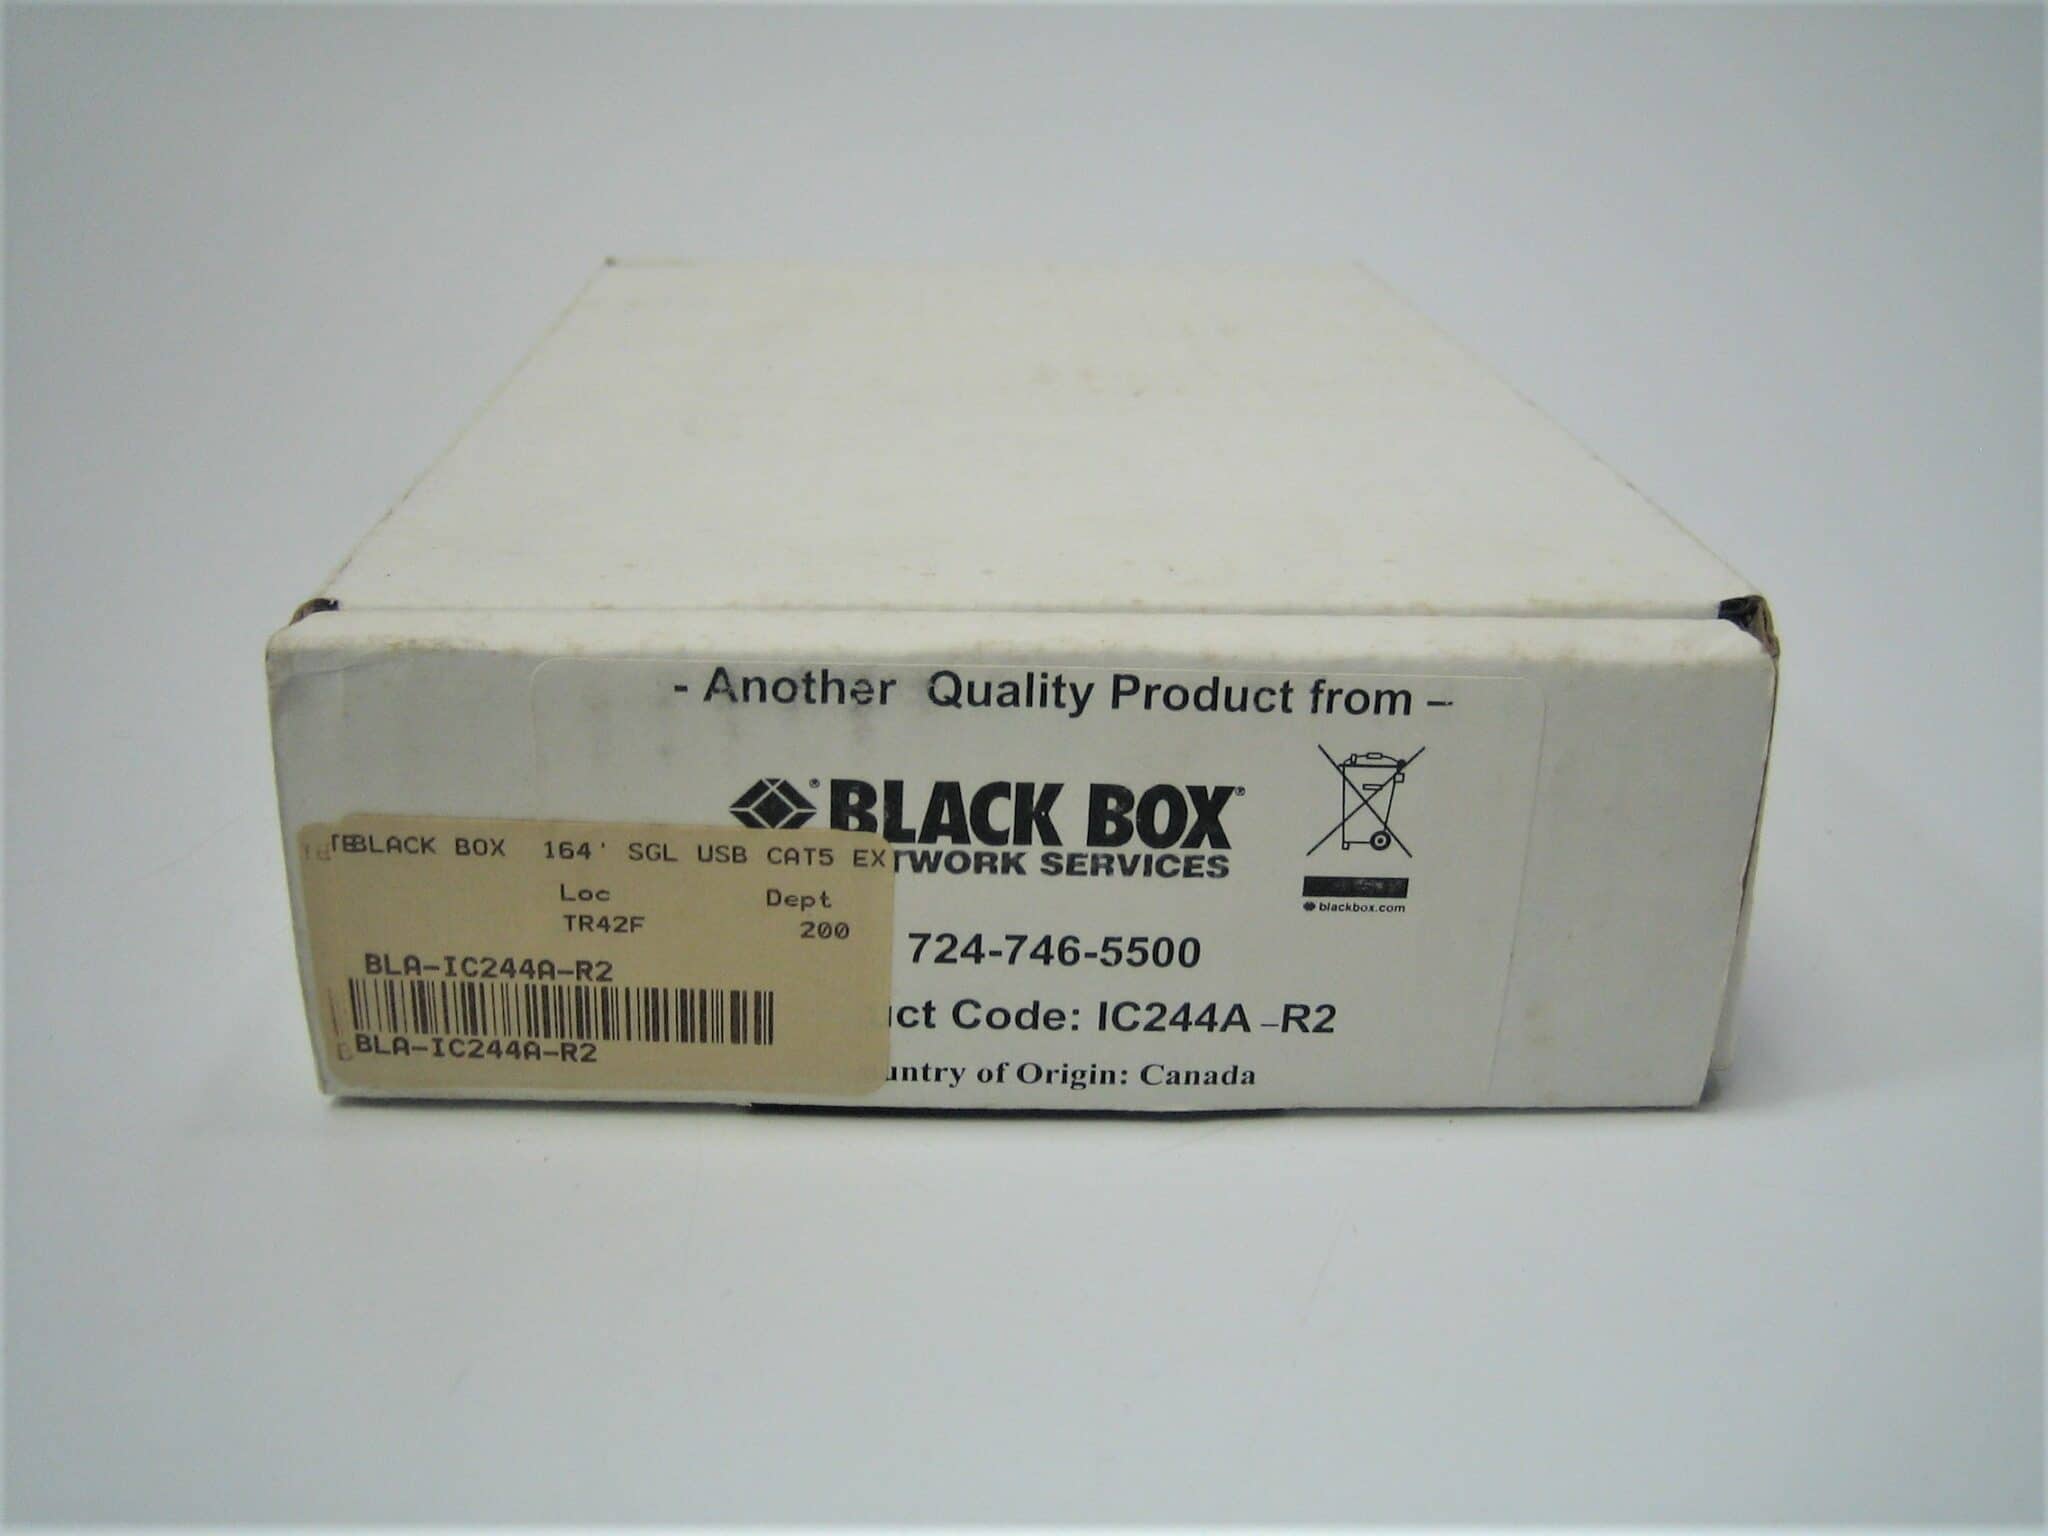 - Another Quality Product from -
BLACK BOX
TWORK SERVICES
blackbox.com
724-746-5500
uct Code: IC244A -R2
untry of Origin: Canada
BLACK BOX 164' SGL USB CAT5 EX
Loc Dept
TR42F 200
BLA-IC244A-R2
BLA-IC244A-R2